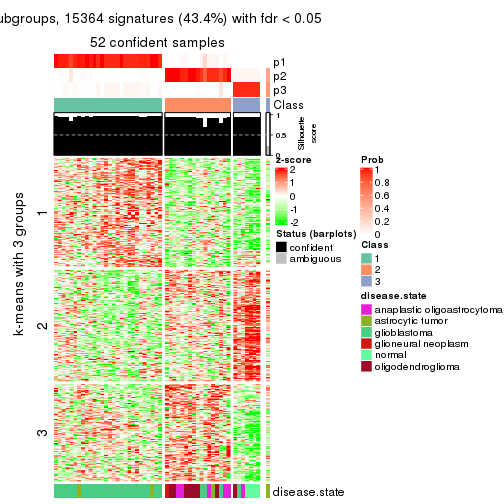 ubgroups, 15364 signatures (43.4%) with fdr < 0.05
52 confident samples
p1
p2
p3
Class
1
0.5
0
Silhouette
score
k-means with 3 groups
1
2
3
z-score
2
1
0
-1
-2
Status (barplots)
confident
ambiguous
Prob
1
0.8
0.6
0.4
0.2
0
Class
1
2
3
disease.state
anaplastic oligoastrocytoma
astrocytic tumor
glioblastoma
glioneural neoplasm
normal
oligodendroglioma
disease.state